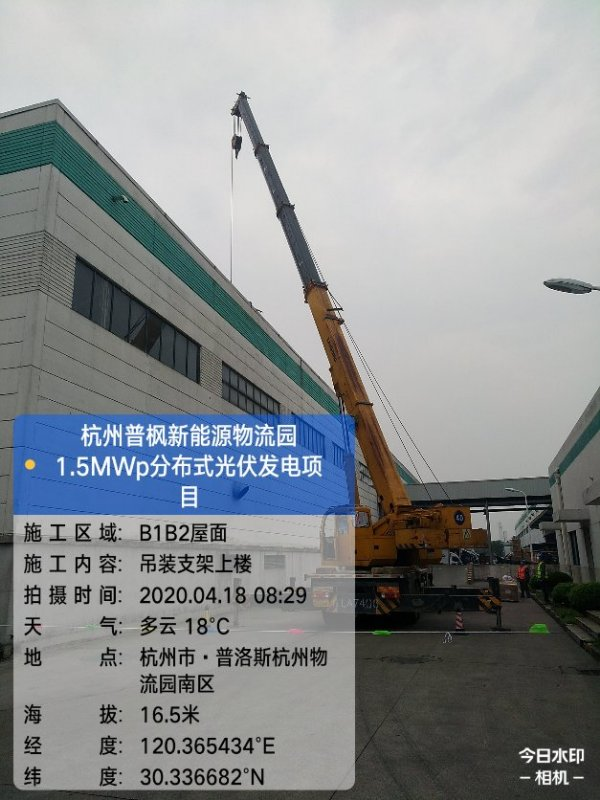 杭州普枫新能源物流园
1.5MWp分布式光伏发电项
目
施工区域: B1B2屋面
施工内容: 吊装支架上楼
拍摄时间: 2020.04.18 08:29
天气: 多云 18℃
地点: 杭州市·普洛斯杭州物
流园南区
海拔: 16.5米
经度: 120.365434°E
纬度: 30.336682°N
今日水印
-相机-